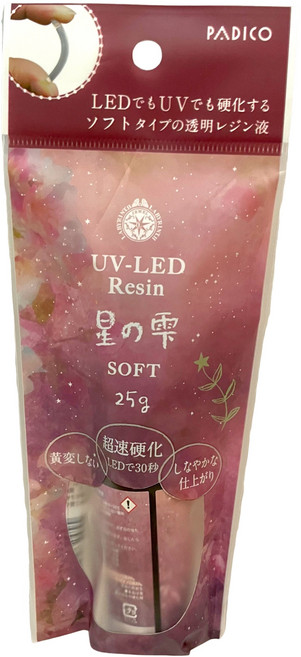 PADICO
LEDでもUVでも硬化する
ソフトタイプの透明レジン液
UV-LED
Resin
星の雫
SOFT
25g
黄変しない
超速硬化
LEDで30秒
しなやかな
仕上がり